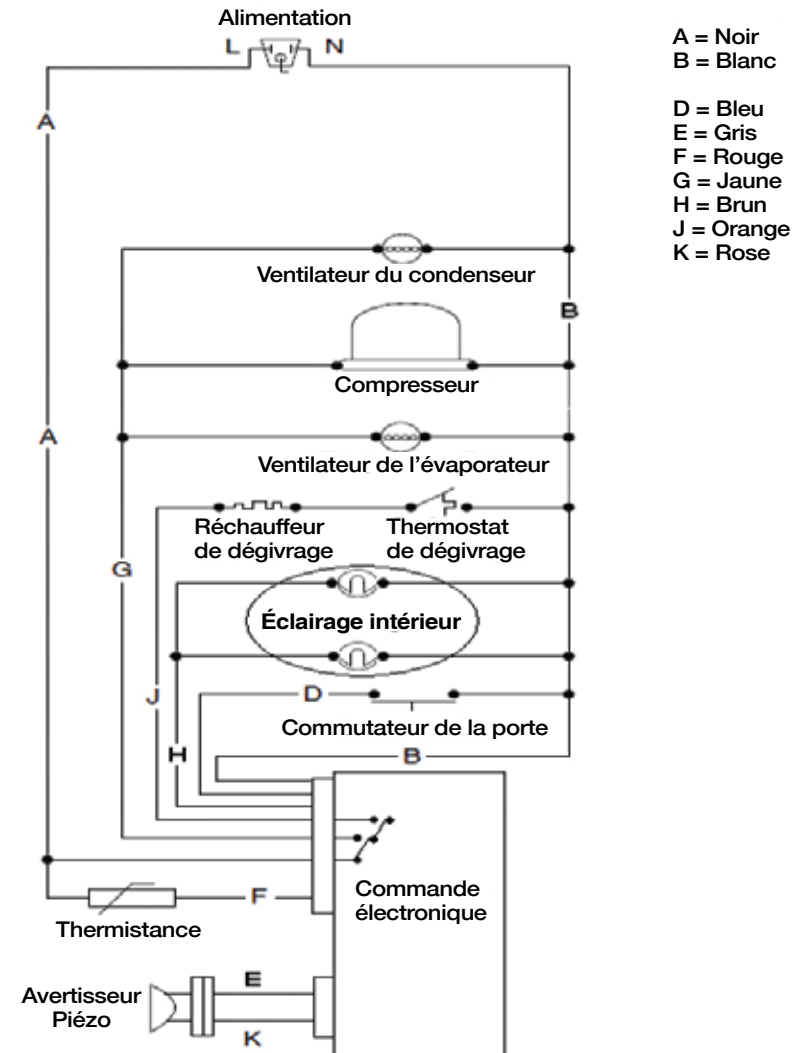 Alimentation
L N
A = Noir
B = Blanc
D = Bleu
E = Gris
F = Rouge
G = Jaune
H = Brun
J = Orange
K = Rose
A
Ventilateur du condenseur
B
Compresseur
A
Ventilateur de l'évaporateur
Réchauffeur
de dégivrage
Thermostat
de dégivrage
G
Éclairage intérieur
J
D
Commutateur de la porte
H
B
Commande
électronique
F
Thermistance
E
Avertisseur
Piézo
K